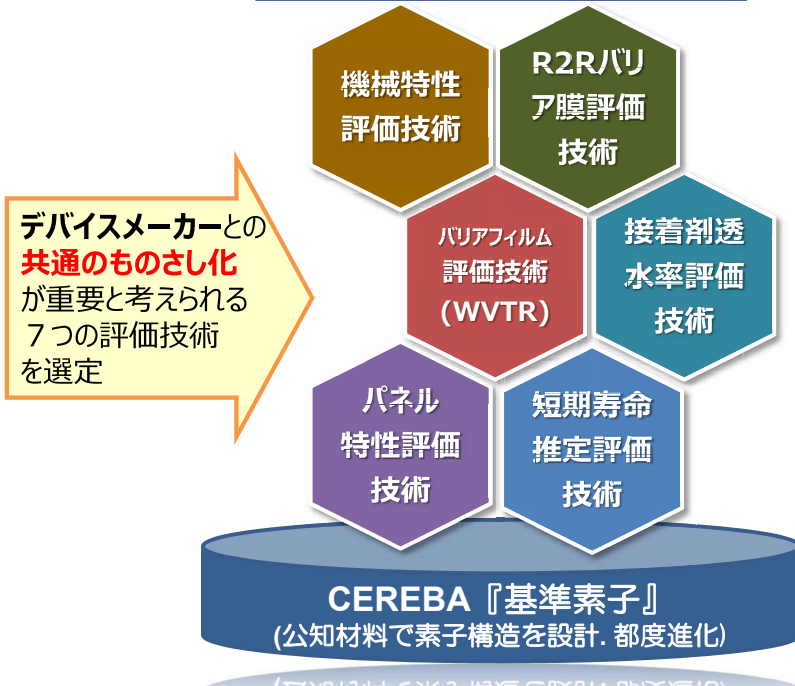 機械特性
評価技術
R2Rバリ
ア膜評価
技術
デバイスメーカーとの
共通のものさし化
が重要と考えられる
７つの評価技術
を選定
バリアフィルム
評価技術
(WVTR)
接着剤透
水率評価
技術
パネル
特性評価
技術
短期寿命
推定評価
技術
CEREBA『基準素子』
(公知材料で素子構造を設計. 都度進化)